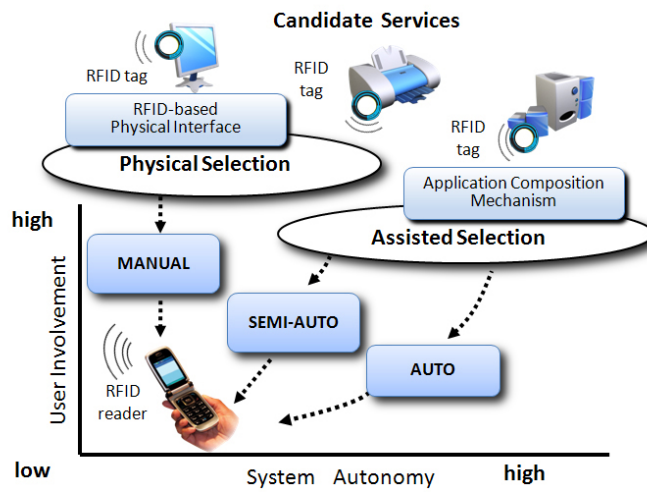 Candidate Services
RFID tag
RFID
tag
RFID
tag
RFID-based
Physical Interface
Physical Selection
Application Composition
Mechanism
Assisted Selection
high
MANUAL
SEMI-AUTO
AUTO
User Involvement
RFID
reader
low
System Autonomy
high